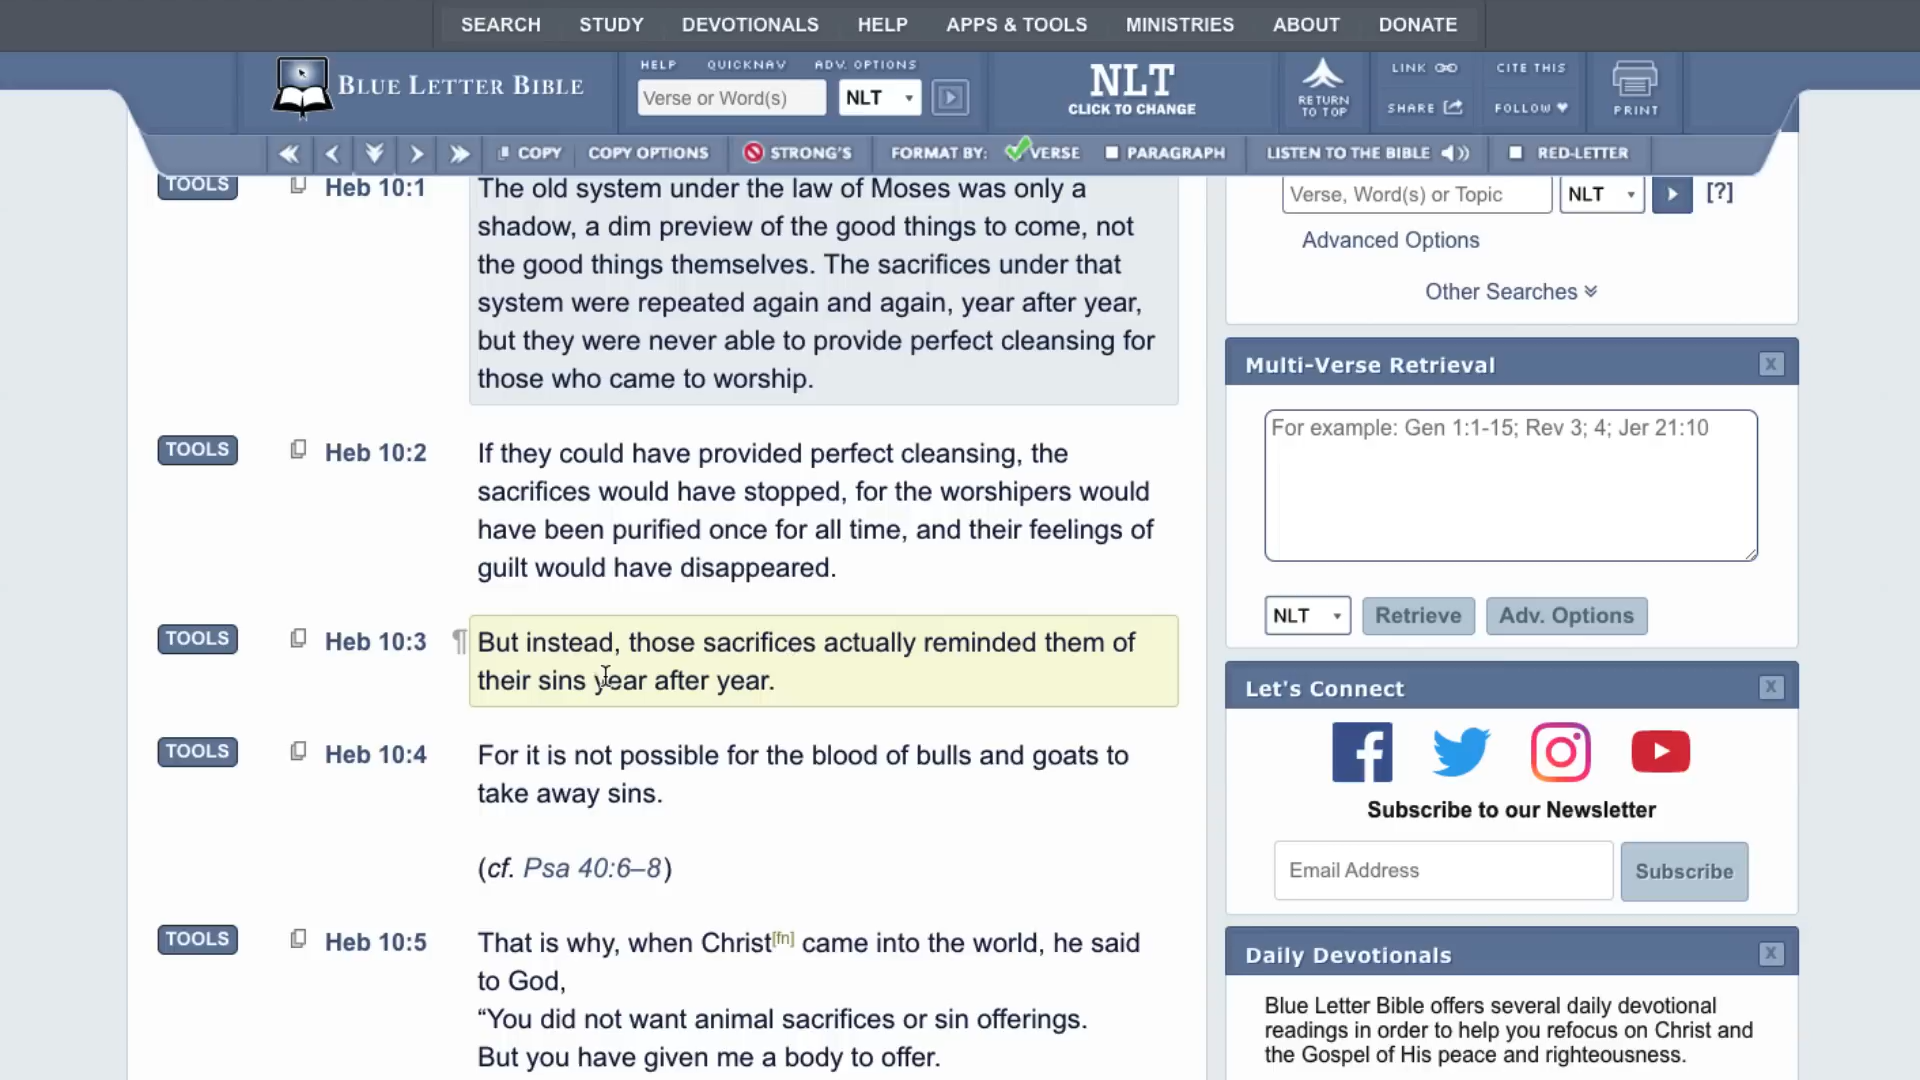 SEARCH STUDY DEVOTIONALS HELP APPS & TOOLS MINISTRIES ABOUT DONATE
BLUE LETTER BIBLE
HELP QUICKNAV ADV. OPTIONS
Verse or Word(s) NLT
NLT
CLICK TO CHANGE
RETURN
TO TOP
LINK
SHARE
CITE THIS
FOLLOW
PRINT
COPY COPY OPTIONS STRONG'S FORMAT BY: VERSE PARAGRAPH LISTEN TO THE BIBLE RED-LETTER
TOOLS Heb 10:1 The old system under the law of Moses was only a
shadow, a dim preview of the good things to come, not
the good things themselves. The sacrifices under that
system were repeated again and again, year after year,
but they were never able to provide perfect cleansing for
those who came to worship.
TOOLS Heb 10:2 If they could have provided perfect cleansing, the
sacrifices would have stopped, for the worshipers would
have been purified once for all time, and their feelings of
guilt would have disappeared.
TOOLS Heb 10:3 ¶ But instead, those sacrifices actually reminded them of
their sins year after year.
TOOLS Heb 10:4 For it is not possible for the blood of bulls and goats to
take away sins.
(cf. Psa 40:6–8)
TOOLS Heb 10:5 That is why, when Christ[fn] came into the world, he said
to God,
“You did not want animal sacrifices or sin offerings.
But you have given me a body to offer.
Verse, Word(s) or Topic NLT [?]
Advanced Options
Other Searches
Multi-Verse Retrieval X
For example: Gen 1:1-15; Rev 3; 4; Jer 21:10
NLT Retrieve Adv. Options
Let's Connect X
Subscribe to our Newsletter
Email Address Subscribe
Daily Devotionals X
Blue Letter Bible offers several daily devotional
readings in order to help you refocus on Christ and
the Gospel of His peace and righteousness.